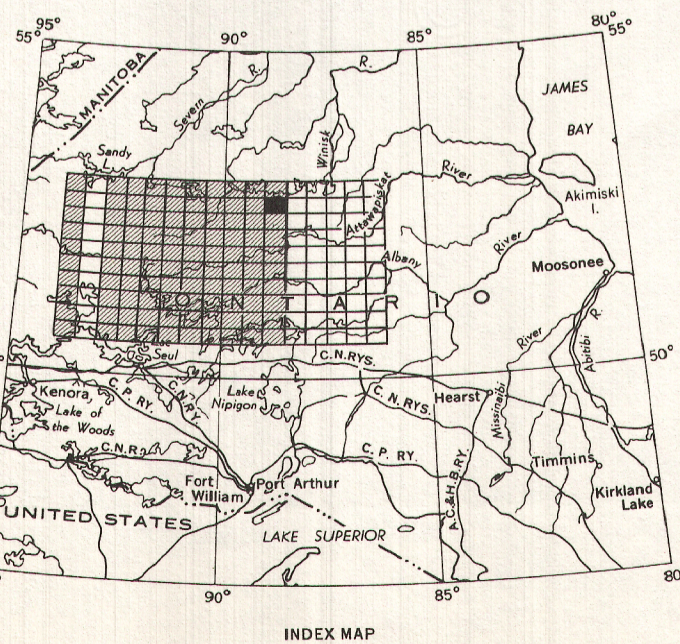 95°
90°
85°
80°
55°
55°
MANITOBA
Severn
R.
R.
Winisk
JAMES
BAY
Sandy
L.
River
Attawapiskat
Akimiski
I.
River
Albany
Moosonee
ONTARIO
River
Abitibi
R.
Seul
C.N.RYS.
50°
Kenora
C. P. RY.
C.N.R.
Lake
Nipigon
C. N. RYS.
Hearst
Missinaibi
Lake of
the Woods
C.N.R.
C. P. RY.
A.C.&H.B.RY.
Timmins
Fort
William
Port Arthur
Kirkland
Lake
UNITED STATES
LAKE SUPERIOR
90°
85°
80
INDEX MAP